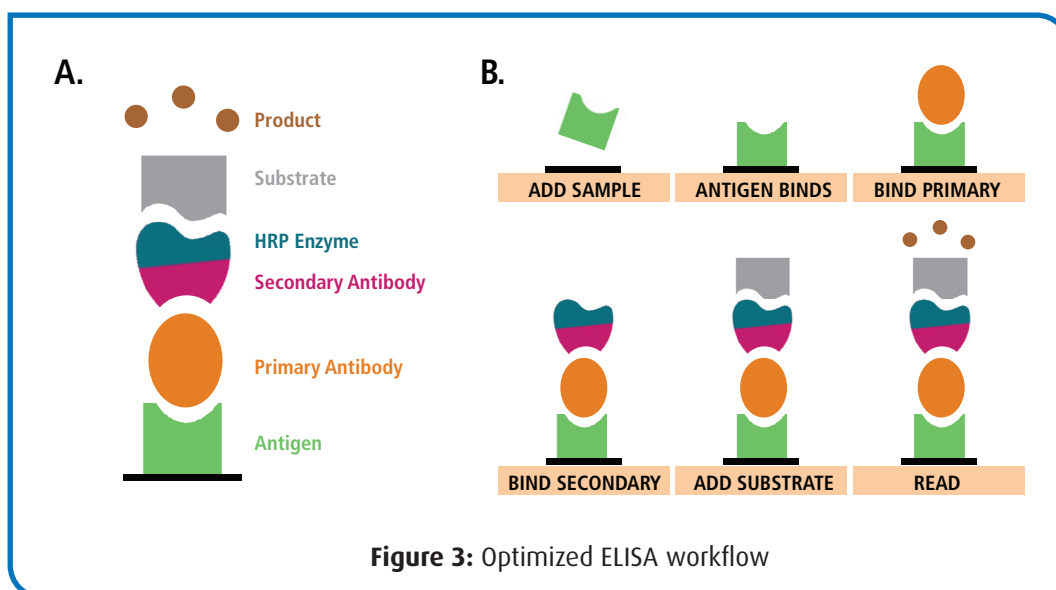 A.
Product
Substrate
HRP Enzyme
Secondary Antibody
Primary Antibody
Antigen
B.
ADD SAMPLE
ANTIGEN BINDS
BIND PRIMARY
BIND SECONDARY
ADD SUBSTRATE
READ
Figure 3: Optimized ELISA workflow